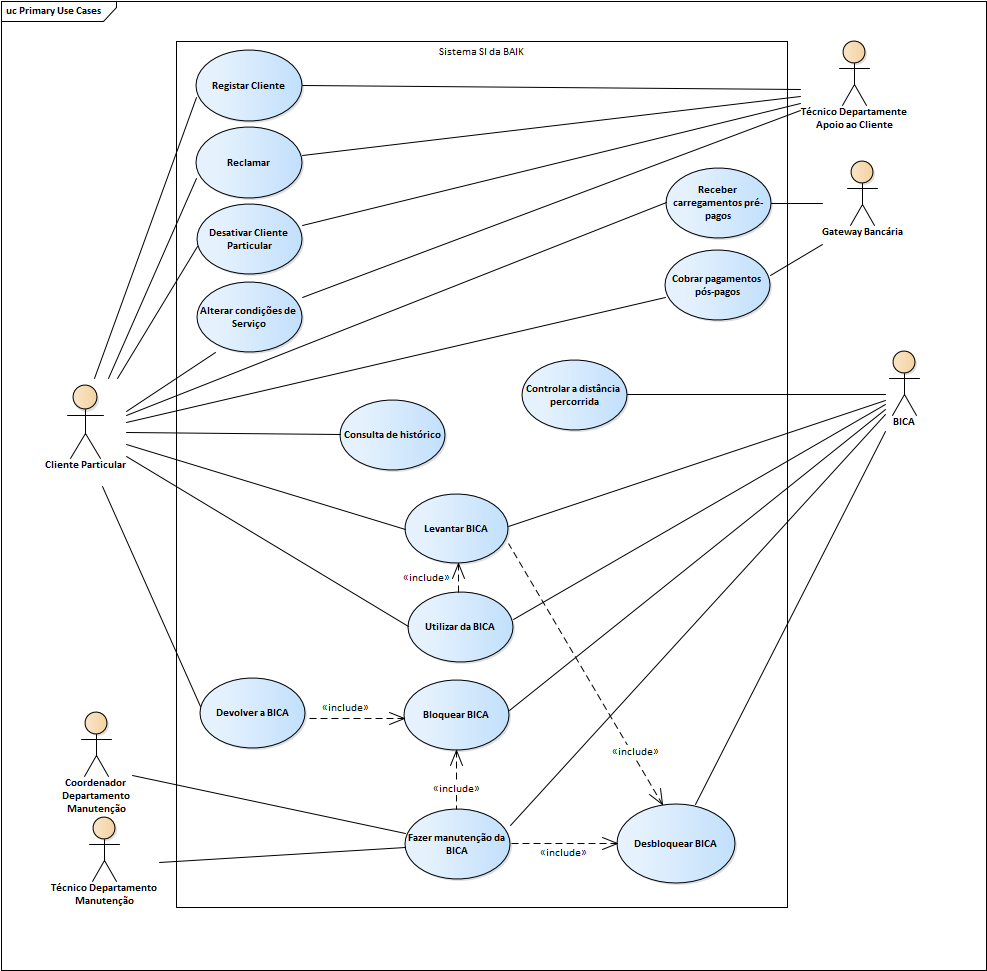 uc Primary Use Cases
Sistema SI da BAIK
Registar Cliente
Técnico Departamente
Apoio ao Cliente
Reclamar
Receber
carregamentos pré-
pagos
Gateway Bancária
Desativar Cliente
Particular
Cobrar pagamentos
pós-pagos
Alterar condições de
Serviço
Controlar a distância
percorrida
BICA
Consulta de histórico
Cliente Particular
Levantar BICA
«include»
Utilizar da BICA
Devolver a BICA
«include»
Bloquear BICA
«include»
Coordenador
Departamento
Manutenção
«include»
Fazer manutenção da
BICA
«include»
Desbloquear BICA
Técnico Departamento
Manutenção